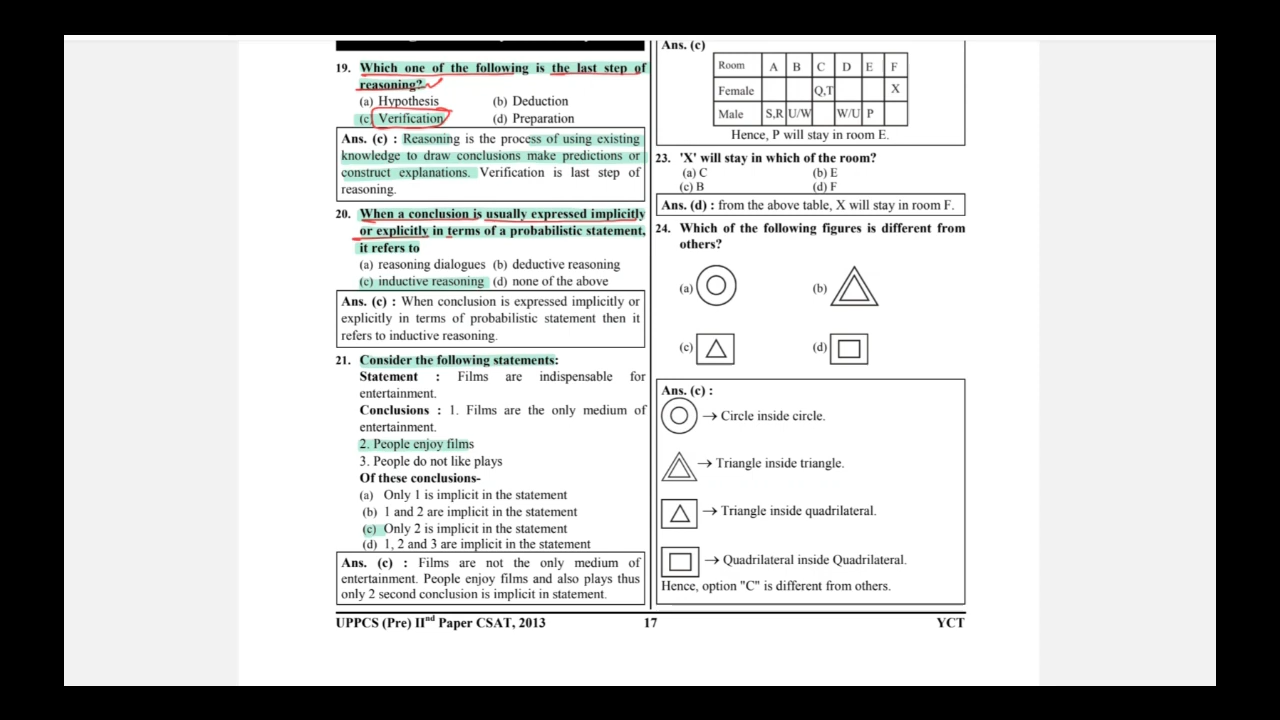 19. Which one of the following is the last step of
reasoning?
(a) Hypothesis (b) Deduction
(c) Verification (d) Preparation
Ans. (c) : Reasoning is the process of using existing
knowledge to draw conclusions make predictions or
construct explanations. Verification is last step of
reasoning.
20. When a conclusion is usually expressed implicitly
or explicitly in terms of a probabilistic statement,
it refers to
(a) reasoning dialogues (b) deductive reasoning
(c) inductive reasoning (d) none of the above
Ans. (c) : When conclusion is expressed implicitly or
explicitly in terms of probabilistic statement then it
refers to inductive reasoning.
21. Consider the following statements:
Statement : Films are indispensable for
entertainment.
Conclusions : 1. Films are the only medium of
entertainment.
2. People enjoy films
3. People do not like plays
Of these conclusions-
(a) Only 1 is implicit in the statement
(b) 1 and 2 are implicit in the statement
(c) Only 2 is implicit in the statement
(d) 1, 2 and 3 are implicit in the statement
Ans. (c) : Films are not the only medium of
entertainment. People enjoy films and also plays thus
only 2 second conclusion is implicit in statement.
Ans. (c)
Room A B C D E F
Female Q,T X
Male S,R U/W W/U P
Hence, P will stay in room E.
23. 'X' will stay in which of the room?
(a) C (b) E
(c) B (d) F
Ans. (d) : from the above table, X will stay in room F.
24. Which of the following figures is different from
others?
(a) (b)
(c) (d)
Ans. (c) :
→ Circle inside circle.
→ Triangle inside triangle.
→ Triangle inside quadrilateral.
→ Quadrilateral inside Quadrilateral.
Hence, option "C" is different from others.
UPPCS (Pre) IInd Paper CSAT, 2013 17 YCT